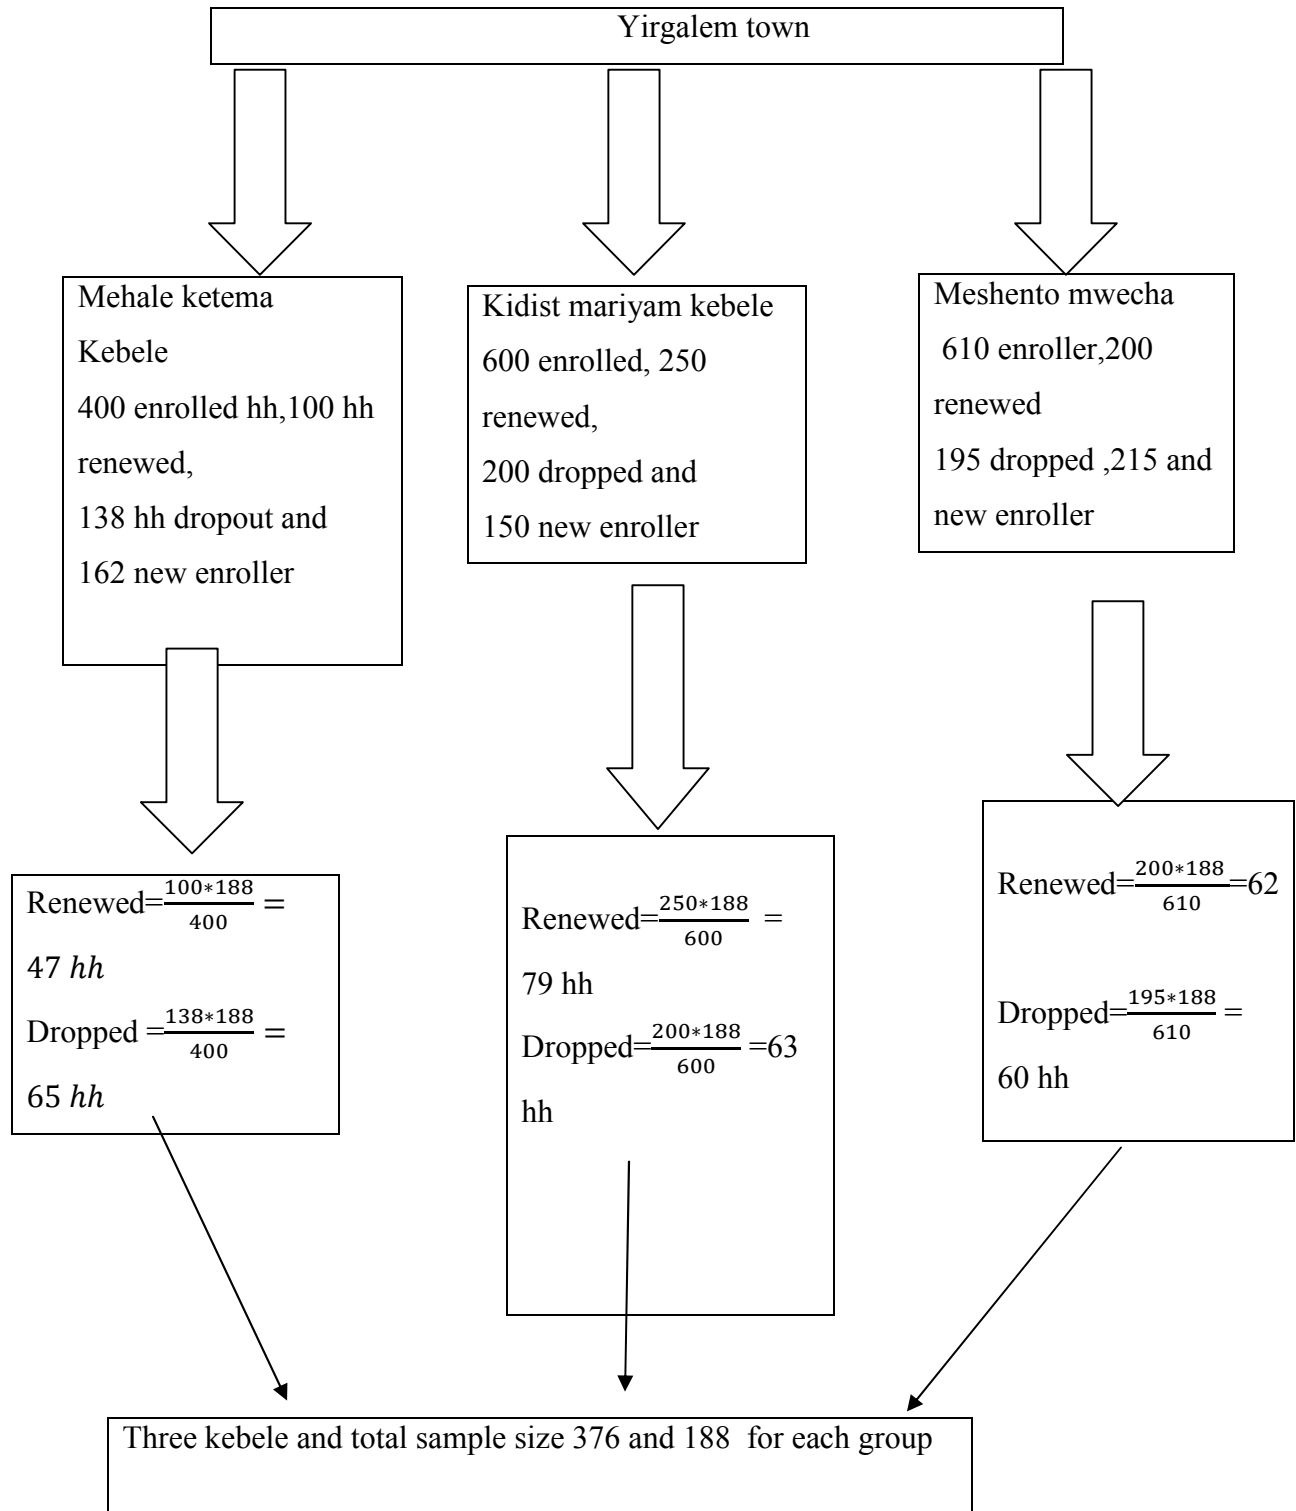 Yirgalem town
Mehale ketema
Kebele
400 enrolled hh,100 hh
renewed,
138 hh dropout and
162 new enroller
Kidist mariyam kebele
600 enrolled, 250
renewed,
200 dropped and
150 new enroller
Meshento mwecha
610 enroller,200
renewed
195 dropped ,215 and
new enroller
Renewed=100*188/400 =
47 hh
Dropped =138*188/400 =
65 hh
Renewed=250*188/600 =
79 hh
Dropped=200*188/600 =63
hh
Renewed=200*188/610=62
Dropped=195*188/610 =
60 hh
Three kebele and total sample size 376 and 188 for each group